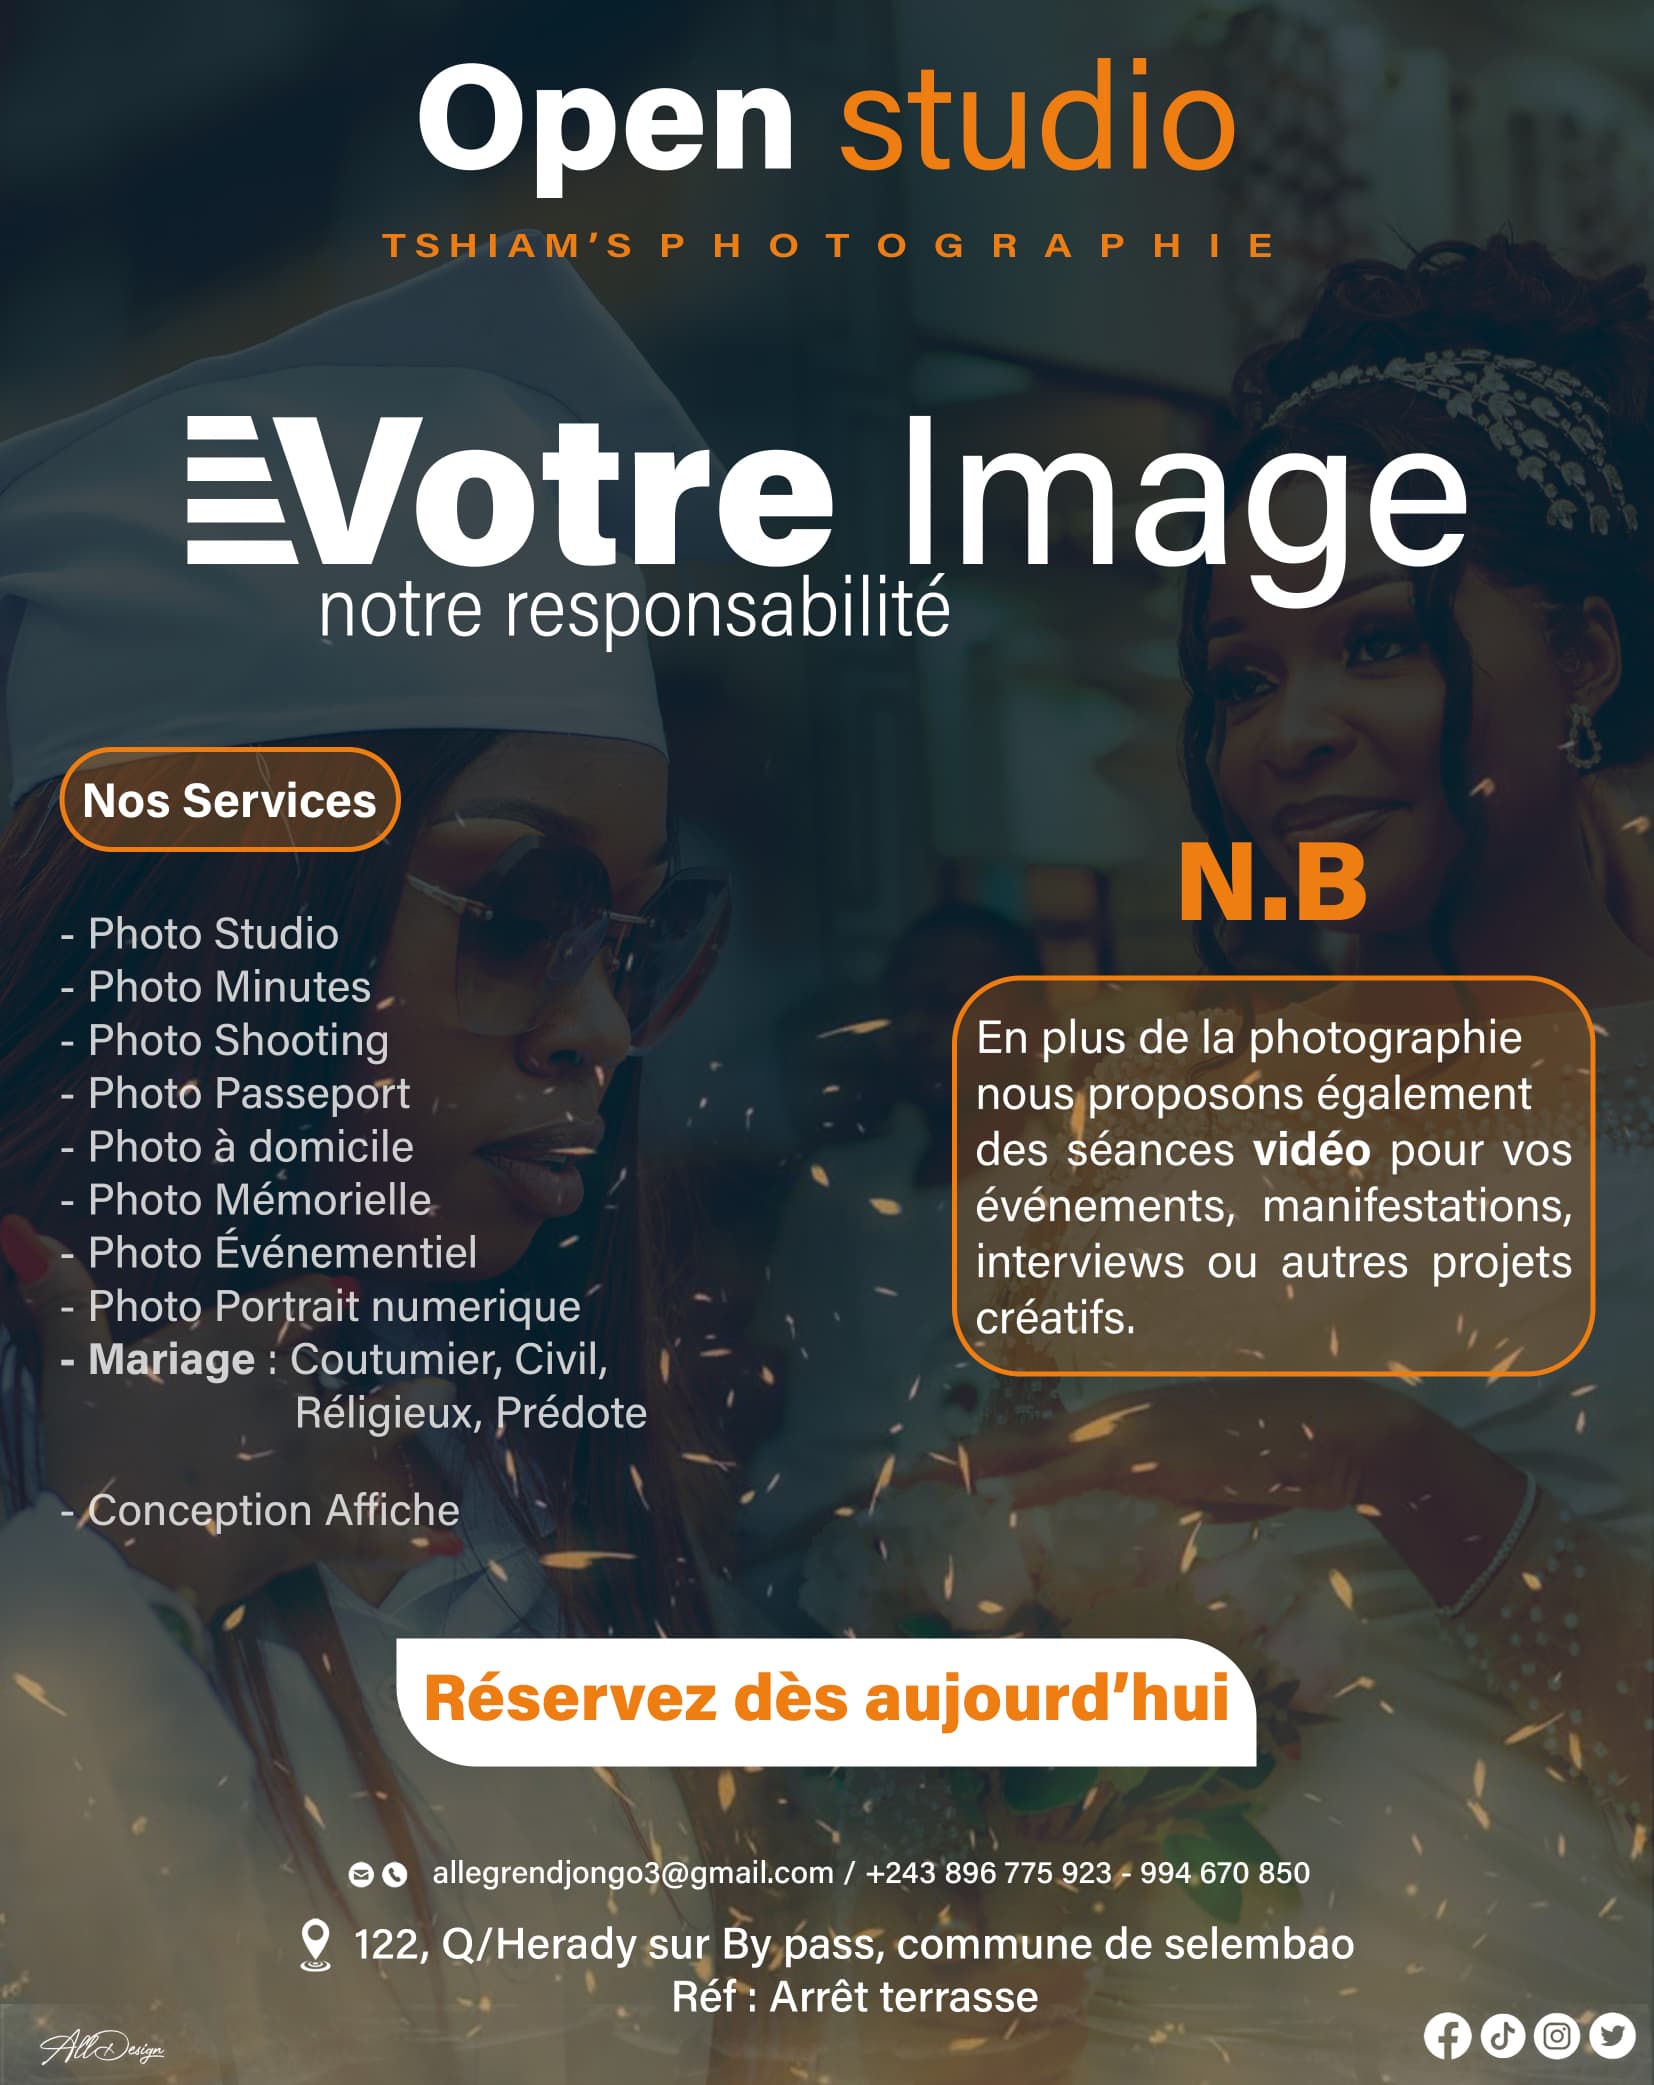 Open studio
TSHIAM'S PHOTOGRAPHIE
Votre Image
notre responsabilité
Nos Services
- Photo Studio
- Photo Minutes
- Photo Shooting
- Photo Passeport
- Photo à domicile
- Photo Mémorielle
- Photo Événementiel
- Photo Portrait numerique
- Mariage : Coutumier, Civil,
Réligieux, Prédote
- Conception Affiche
N.B
En plus de la photographie
nous proposons également
des séances vidéo pour vos
événements, manifestations,
interviews ou autres projets
créatifs.
Réservez dès aujourd'hui
allegrendjongo3@gmail.com / +243 896 775 923 - 994 670 850
122, Q/Herady sur By pass, commune de selembao
Réf : Arrêt terrasse
All Design